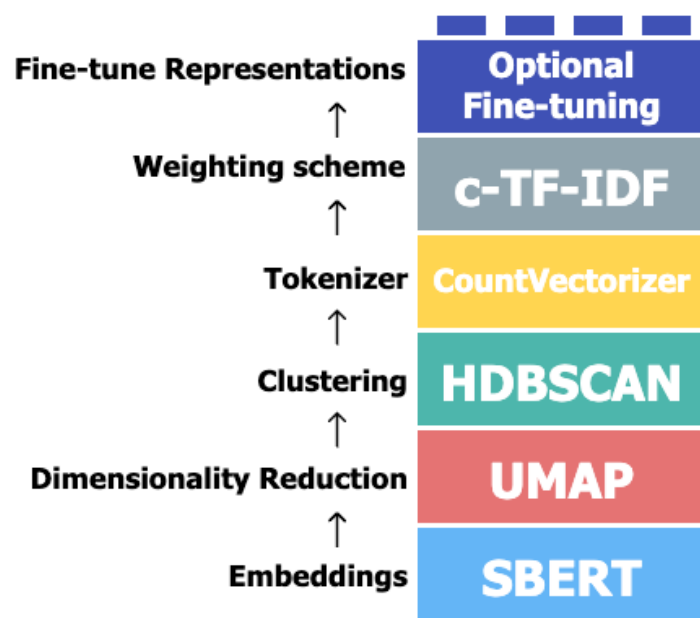 Fine-tune Representations
Optional
Fine-tuning
Weighting scheme
c-TF-IDF
Tokenizer
CountVectorizer
Clustering
HDBSCAN
Dimensionality Reduction
UMAP
Embeddings
SBERT